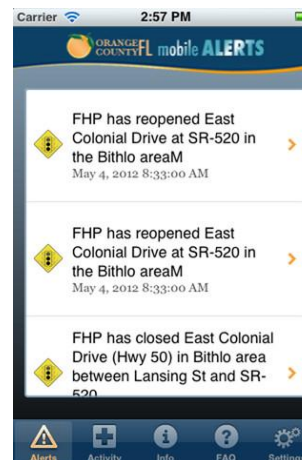 Carrier 2:57 PM
ORANGE
COUNTYFL mobile ALERTS
FHP has reopened East
Colonial Drive at SR-520 in
the Bithlo areaM
May 4, 2012 8:33:00 AM
FHP has reopened East
Colonial Drive at SR-520 in
the Bithlo areaM
May 4, 2012 8:33:00 AM
FHP has closed East Colonial
Drive (Hwy 50) in Bithlo area
between Lansing St and SR-
520
Alerts Activity Info FAQ Settings